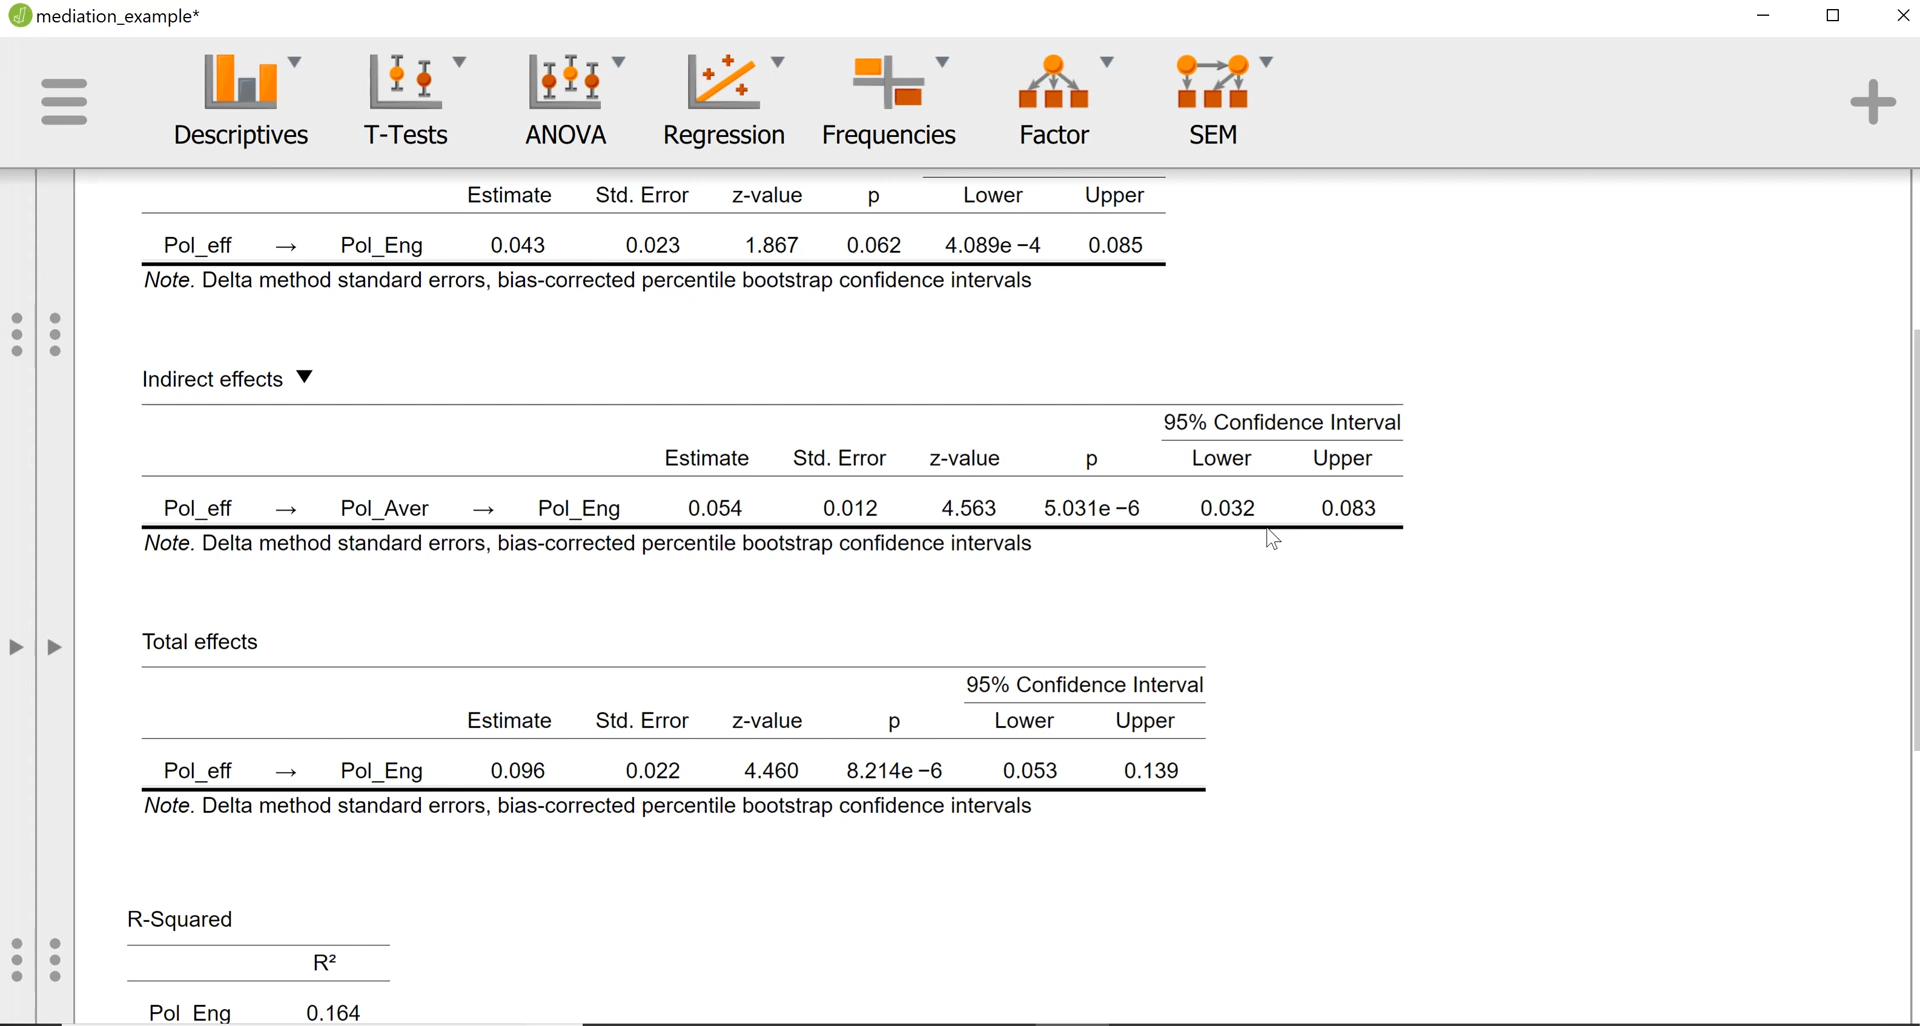 mediation_example*
Descriptives T-Tests ANOVA Regression Frequencies Factor SEM
Estimate Std. Error z-value p Lower Upper
Pol_eff → Pol_Eng 0.043 0.023 1.867 0.062 4.089e −4 0.085
Note. Delta method standard errors, bias-corrected percentile bootstrap confidence intervals
Indirect effects ▼
95% Confidence Interval
Estimate Std. Error z-value p Lower Upper
Pol_eff → Pol_Aver → Pol_Eng 0.054 0.012 4.563 5.031e −6 0.032 0.083
Note. Delta method standard errors, bias-corrected percentile bootstrap confidence intervals
Total effects
95% Confidence Interval
Estimate Std. Error z-value p Lower Upper
Pol_eff → Pol_Eng 0.096 0.022 4.460 8.214e −6 0.053 0.139
Note. Delta method standard errors, bias-corrected percentile bootstrap confidence intervals
R-Squared
R²
Pol_Eng 0.164